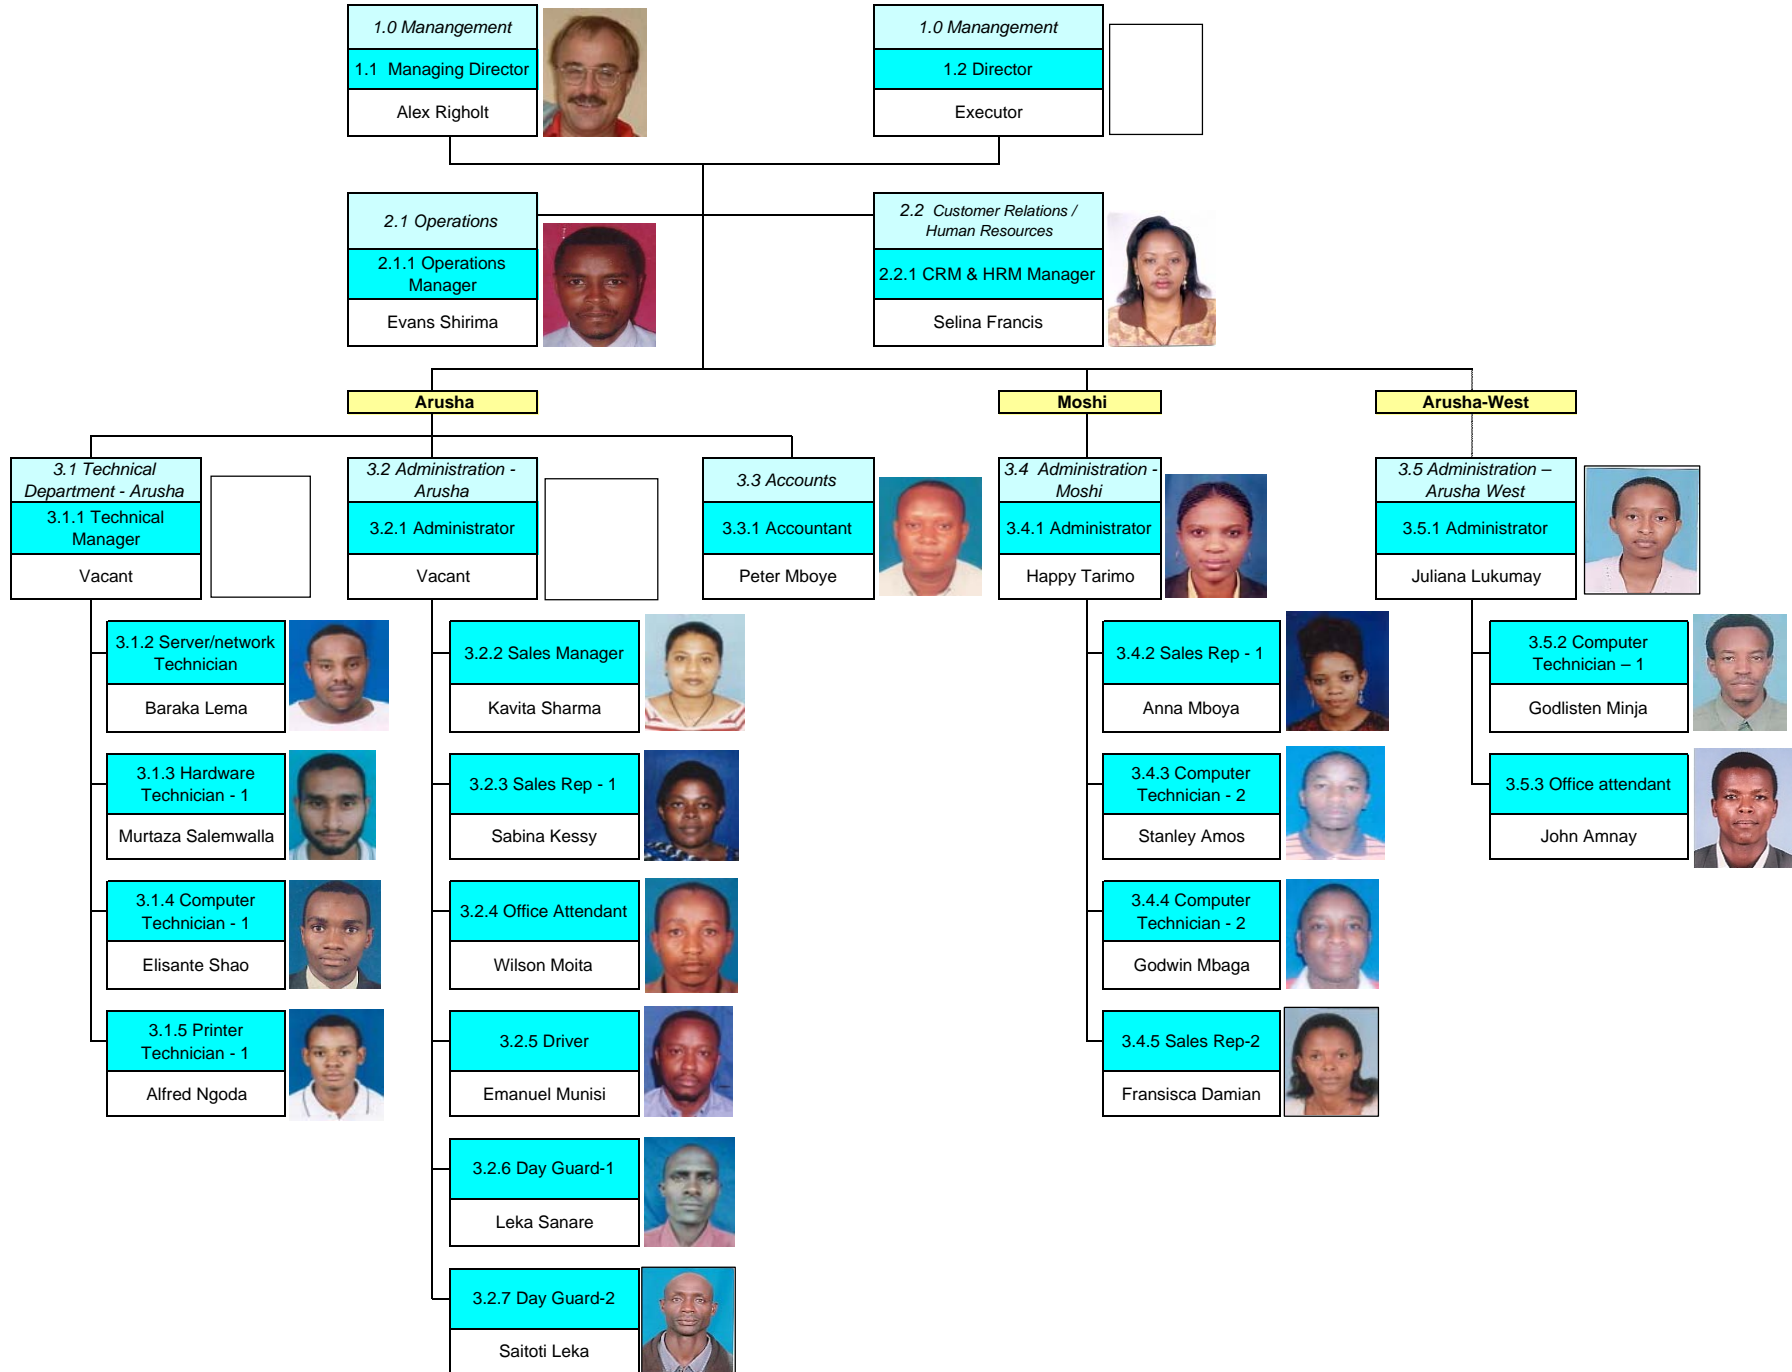 1.0 Manangement
1.1 Managing Director
Alex Righolt
1.0 Manangement
1.2 Director
Executor
2.1 Operations
2.1.1 Operations
Manager
Evans Shirima
2.2 Customer Relations /
Human Resources
2.2.1 CRM & HRM Manager
Selina Francis
Arusha
Moshi
Arusha-West
3.1 Technical
Department - Arusha
3.1.1 Technical
Manager
Vacant
3.2 Administration -
Arusha
3.2.1 Administrator
Vacant
3.3 Accounts
3.3.1 Accountant
Peter Mboye
3.4 Administration -
Moshi
3.4.1 Administrator
Happy Tarimo
3.5 Administration –
Arusha West
3.5.1 Administrator
Juliana Lukumay
3.1.2 Server/network
Technician
Baraka Lema
3.1.3 Hardware
Technician - 1
Murtaza Salemwalla
3.1.4 Computer
Technician - 1
Elisante Shao
3.1.5 Printer
Technician - 1
Alfred Ngoda
3.2.2 Sales Manager
Kavita Sharma
3.2.3 Sales Rep - 1
Sabina Kessy
3.2.4 Office Attendant
Wilson Moita
3.2.5 Driver
Emanuel Munisi
3.2.6 Day Guard-1
Leka Sanare
3.2.7 Day Guard-2
Saitoti Leka
3.4.2 Sales Rep - 1
Anna Mboya
3.4.3 Computer
Technician - 2
Stanley Amos
3.4.4 Computer
Technician - 2
Godwin Mbaga
3.4.5 Sales Rep-2
Fransisca Damian
3.5.2 Computer
Technician – 1
Godlisten Minja
3.5.3 Office attendant
John Amnay